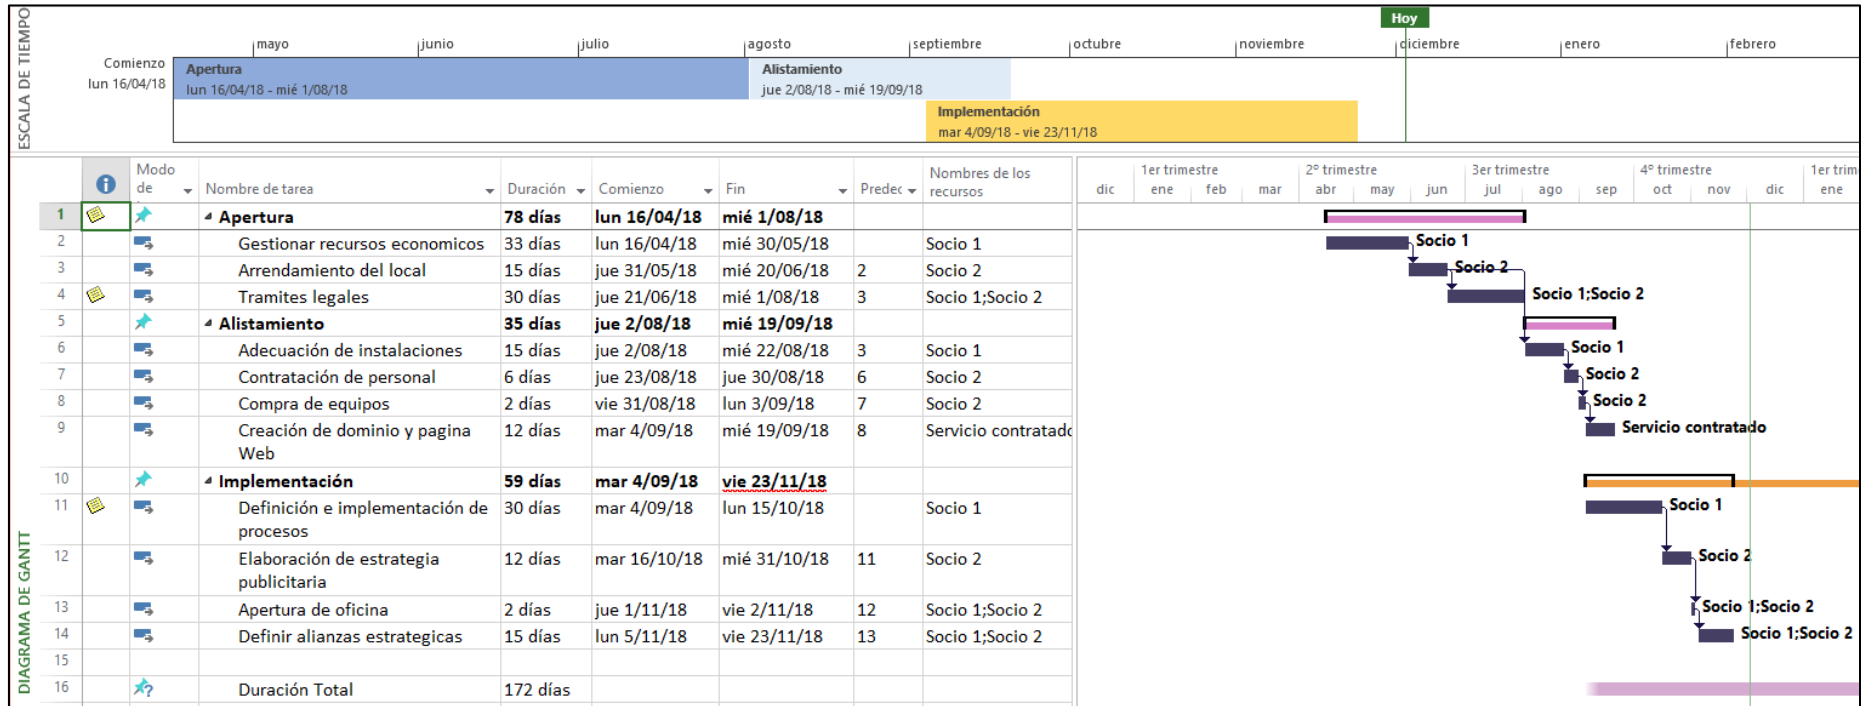 ESCALA DE TIEMPO
Hoy
mayo junio julio agosto septiembre octubre noviembre diciembre enero febrero
Comienzo
lun 16/04/18
Apertura
lun 16/04/18 - mié 1/08/18
Alistamiento
jue 2/08/18 - mié 19/09/18
Implementación
mar 4/09/18 - vie 23/11/18
DIAGRAMA DE GANTT
Modo de Nombre de tarea Duración Comienzo Fin Predec Nombres de los recursos
1er trimestre 2º trimestre 3er trimestre 4º trimestre 1er trim
dic ene feb mar abr may jun jul ago sep oct nov dic ene
1 Apertura 78 días lun 16/04/18 mié 1/08/18
2 Gestionar recursos economicos 33 días lun 16/04/18 mié 30/05/18 Socio 1
Socio 1
3 Arrendamiento del local 15 días jue 31/05/18 mié 20/06/18 2 Socio 2
Socio 2
4 Tramites legales 30 días jue 21/06/18 mié 1/08/18 3 Socio 1;Socio 2
Socio 1;Socio 2
5 Alistamiento 35 días jue 2/08/18 mié 19/09/18
6 Adecuación de instalaciones 15 días jue 2/08/18 mié 22/08/18 3 Socio 1
Socio 1
7 Contratación de personal 6 días jue 23/08/18 jue 30/08/18 6 Socio 2
Socio 2
8 Compra de equipos 2 días vie 31/08/18 lun 3/09/18 7 Socio 2
Socio 2
9 Creación de dominio y pagina 12 días mar 4/09/18 mié 19/09/18 8 Servicio contratado
Web
Servicio contratado
10 Implementación 59 días mar 4/09/18 vie 23/11/18
11 Definición e implementación de 30 días mar 4/09/18 lun 15/10/18 Socio 1
procesos
Socio 1
12 Elaboración de estrategia 12 días mar 16/10/18 mié 31/10/18 11 Socio 2
publicitaria
Socio 2
13 Apertura de oficina 2 días jue 1/11/18 vie 2/11/18 12 Socio 1;Socio 2
Socio 1;Socio 2
14 Definir alianzas estrategicas 15 días lun 5/11/18 vie 23/11/18 13 Socio 1;Socio 2
Socio 1;Socio 2
15
16 Duración Total 172 días